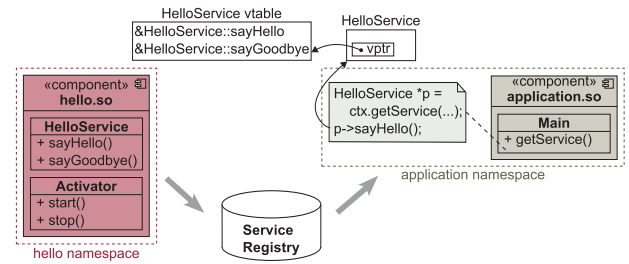 HelloService vtable
&HelloService::sayHello
&HelloService::sayGoodbye
HelloService
vptr
«component»
hello.so
HelloService
+ sayHello()
+ sayGoodbye()
Activator
+ start()
+ stop()
hello namespace
Service
Registry
HelloService *p =
ctx.getService(...);
p->sayHello();
«component»
application.so
Main
+ getService()
application namespace